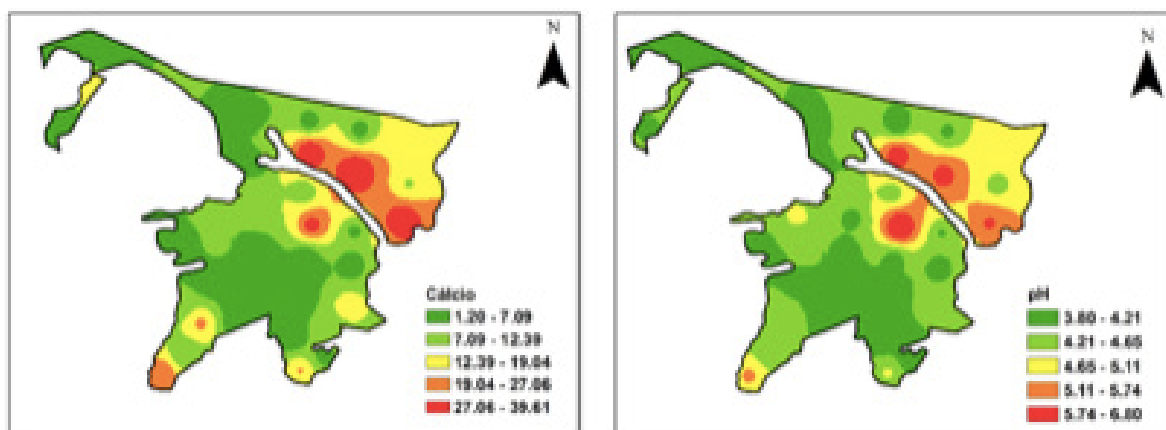 N
Cálcio
1.20 - 7.09
7.09 - 12.39
12.39 - 19.04
19.04 - 27.06
27.06 - 39.61
N
pH
3.80 - 4.21
4.21 - 4.65
4.65 - 5.11
5.11 - 5.74
5.74 - 6.80